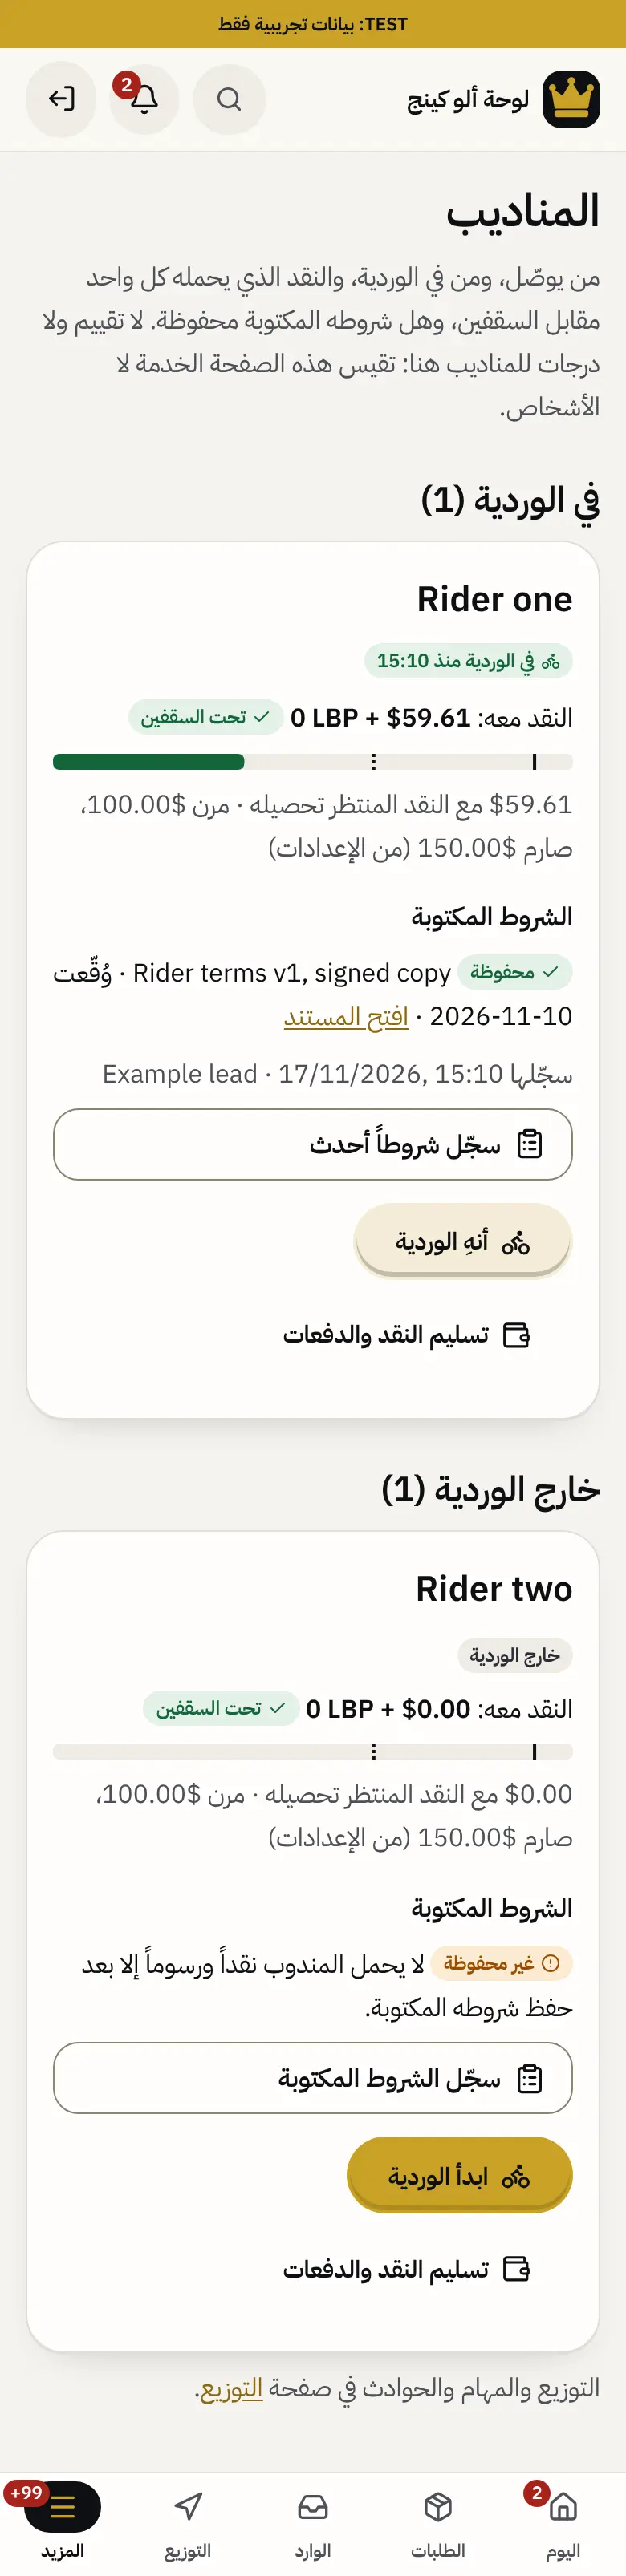 TEST: بيانات تجريبية فقط
لوحة ألو كينج
2
المناديب
من يوصّل، ومن في الوردية، والنقد الذي يحمله كل واحد
مقابل السقفين، وهل شروطه المكتوبة محفوظة. لا تقييم ولا
درجات للمناديب هنا: تقيس هذه الصفحة الخدمة لا
الأشخاص.
في الوردية (1)
Rider one
في الوردية منذ 15:10
النقد معه: $59.61 + 0 LBP تحت السقفين
$59.61 مع النقد المنتظر تحصيله · مرن $100.00،
صارم $150.00 (من الإعدادات)
الشروط المكتوبة
محفوظة Rider terms v1, signed copy · وُقّعت
2026-11-10 · افتح المستند
سجّلها Example lead · 17/11/2026, 15:10
سجّل شروطاً أحدث
أنهِ الوردية
تسليم النقد والدفعات
خارج الوردية (1)
Rider two
خارج الوردية
النقد معه: $0.00 + 0 LBP تحت السقفين
$0.00 مع النقد المنتظر تحصيله · مرن $100.00،
صارم $150.00 (من الإعدادات)
الشروط المكتوبة
غير محفوظة لا يحمل المندوب نقداً ورسوماً إلا بعد
حفظ شروطه المكتوبة.
سجّل الشروط المكتوبة
ابدأ الوردية
تسليم النقد والدفعات
التوزيع والمهام والحوادث في صفحة التوزيع.
2
99+
اليوم
الطلبات
الوارد
التوزيع
المزيد